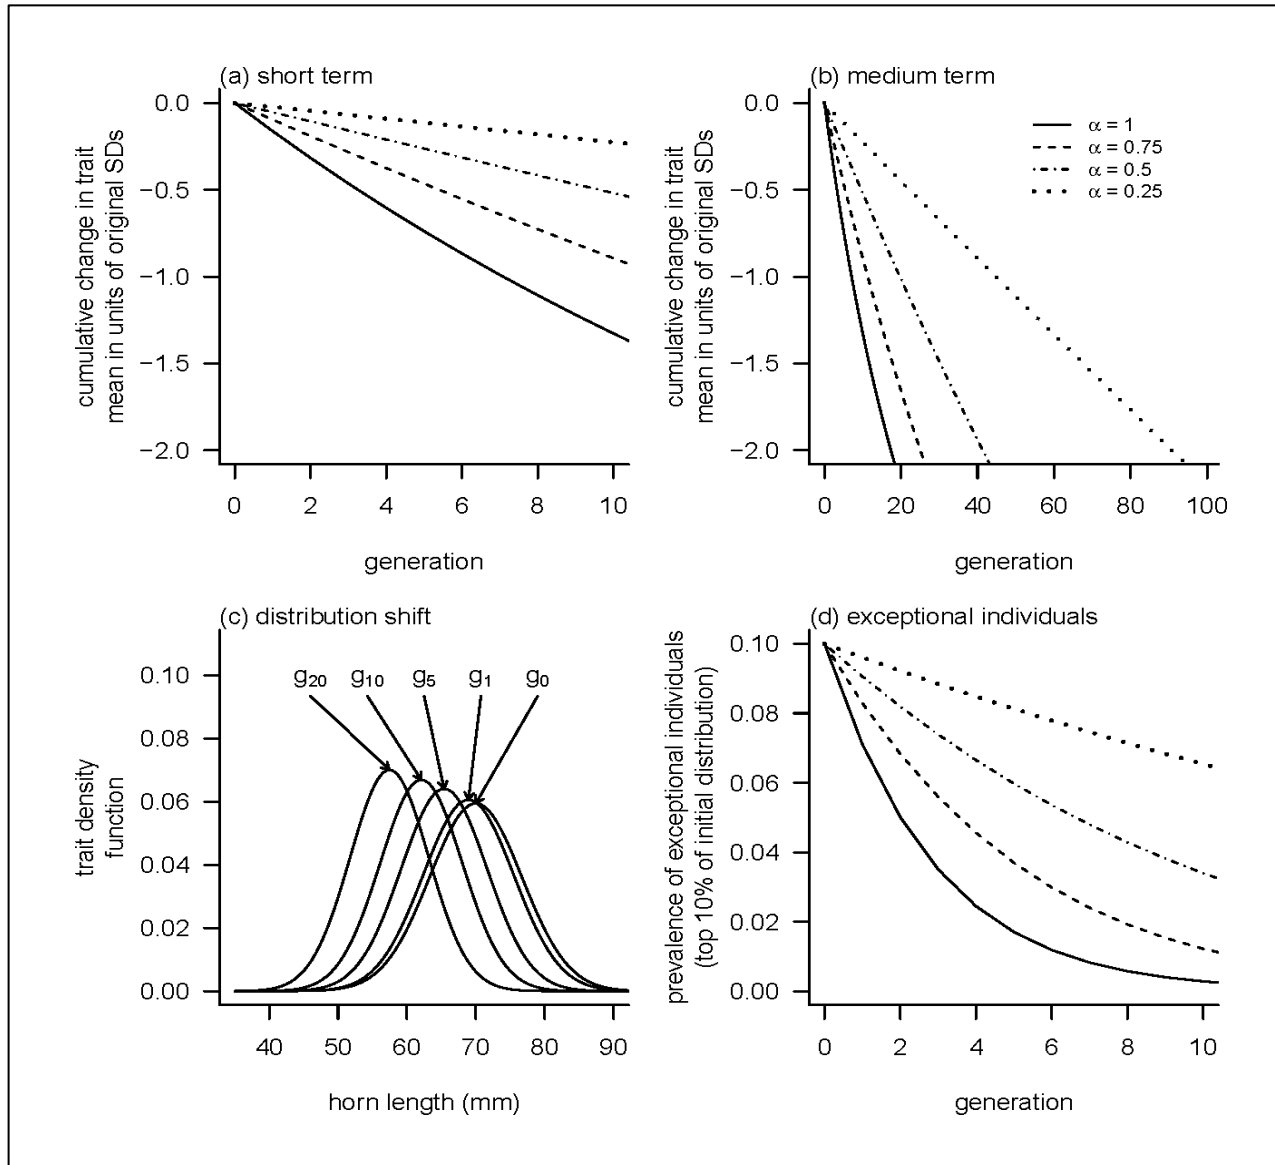 (a) short term
0.0
−0.5
−1.0
−1.5
−2.0
cumulative change in trait
mean in units of original SDs
0 2 4 6 8 10
generation
(b) medium term
0.0
−0.5
−1.0
−1.5
−2.0
cumulative change in trait
mean in units of original SDs
α = 1
α = 0.75
α = 0.5
α = 0.25
0 20 40 60 80 100
generation
(c) distribution shift
g20 g10 g5 g1 g0
0.10
0.08
0.06
0.04
0.02
0.00
trait density
function
40 50 60 70 80 90
horn length (mm)
(d) exceptional individuals
0.10
0.08
0.06
0.04
0.02
0.00
prevalence of exceptional individuals
(top 10% of initial distribution)
0 2 4 6 8 10
generation